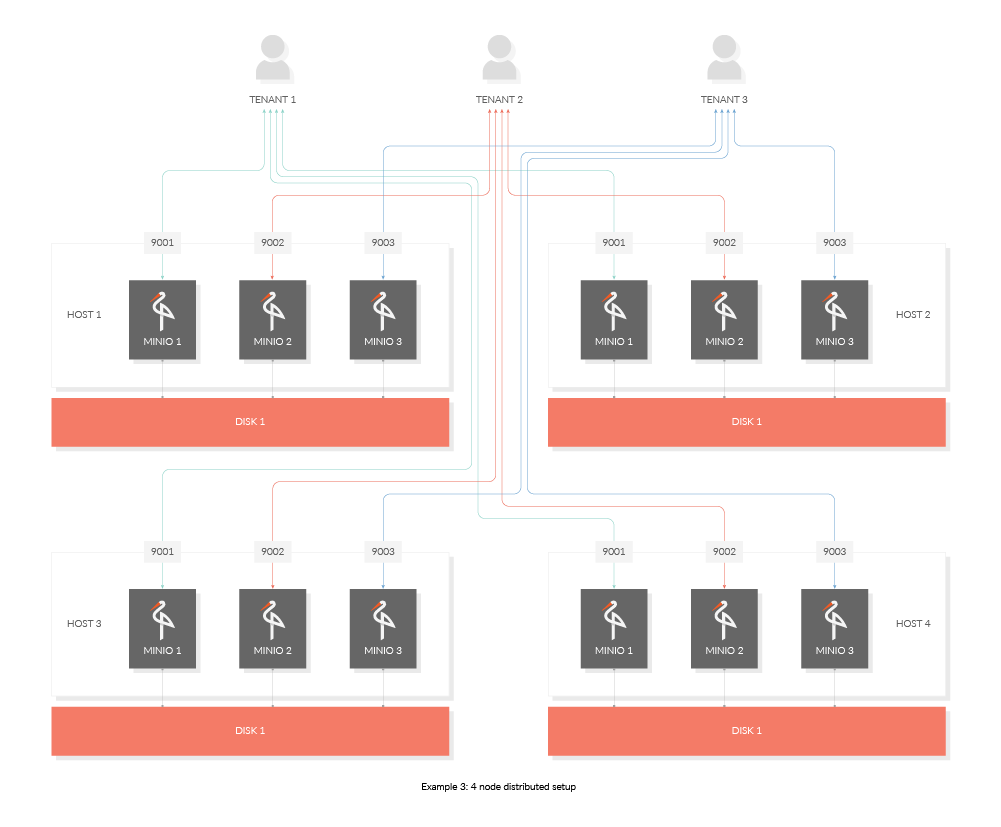 TENANT 1 TENANT 2 TENANT 3
9001 9002 9003 9001 9002 9003
HOST 1 HOST 2
MINIO 1 MINIO 2 MINIO 3 MINIO 1 MINIO 2 MINIO 3
DISK 1 DISK 1
9001 9002 9003 9001 9002 9003
HOST 3 HOST 4
MINIO 1 MINIO 2 MINIO 3 MINIO 1 MINIO 2 MINIO 3
DISK 1 DISK 1
Example 3: 4 node distributed setup